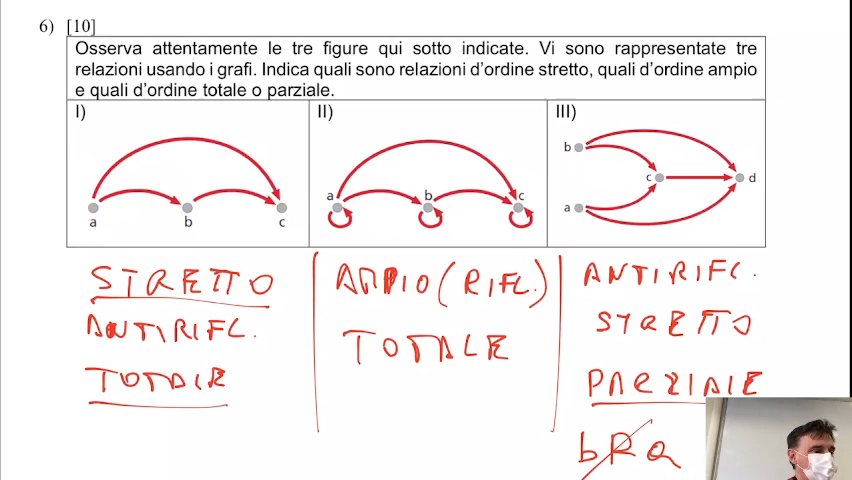 6) [10]
Osserva attentamente le tre figure qui sotto indicate. Vi sono rappresentate tre
relazioni usando i grafi. Indica quali sono relazioni d'ordine stretto, quali d'ordine ampio
e quali d'ordine totale o parziale.
I)
a
b
c
II)
a
b
c
III)
b
c
d
a
STRETTO
ANTIRIFL.
TOTALE
AMPIO (RIFL.)
TOTALE
ANTIRIFL.
STRETTO
PARZIALE
bRa